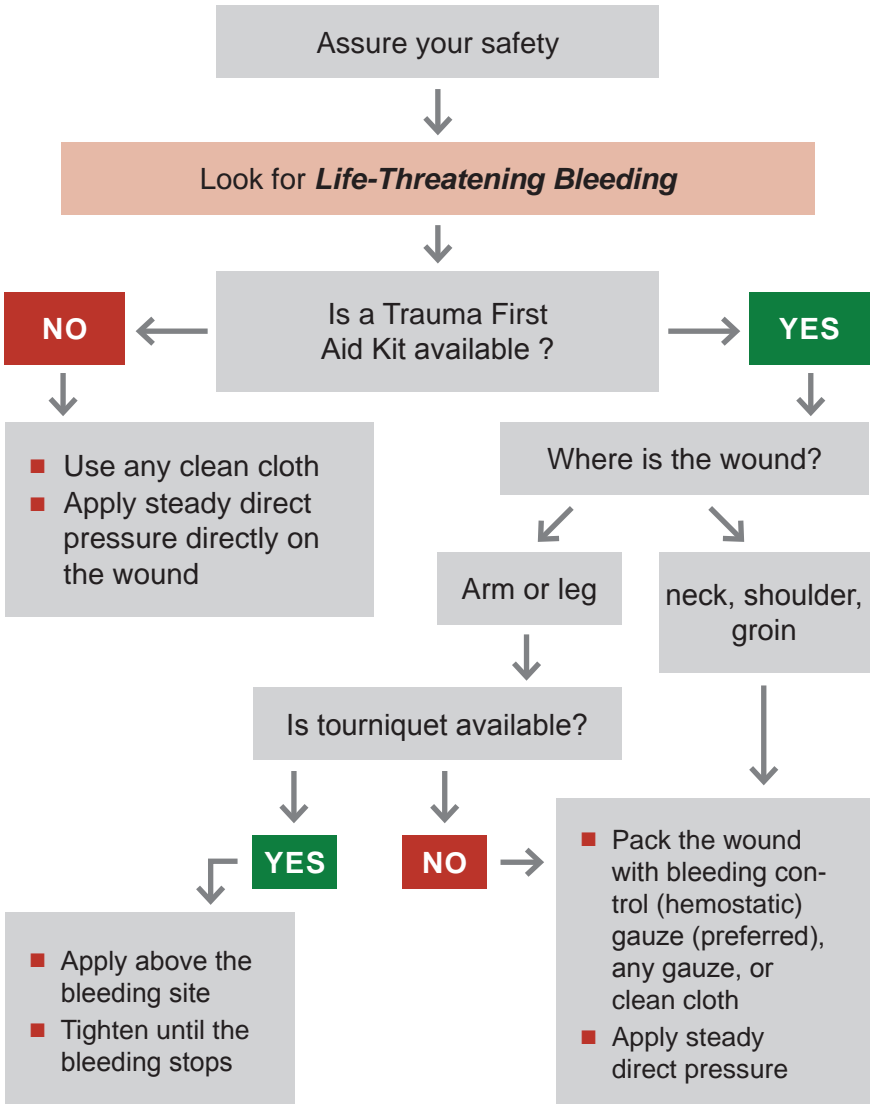 Assure your safety
Look for Life-Threatening Bleeding
Is a Trauma First
Aid Kit available ?
NO
YES
■ Use any clean cloth
■ Apply steady direct
pressure directly on
the wound
Where is the wound?
Arm or leg
neck, shoulder,
groin
Is tourniquet available?
YES
NO
■ Apply above the
bleeding site
■ Tighten until the
bleeding stops
■ Pack the wound
with bleeding con-
trol (hemostatic)
gauze (preferred),
any gauze, or
clean cloth
■ Apply steady
direct pressure